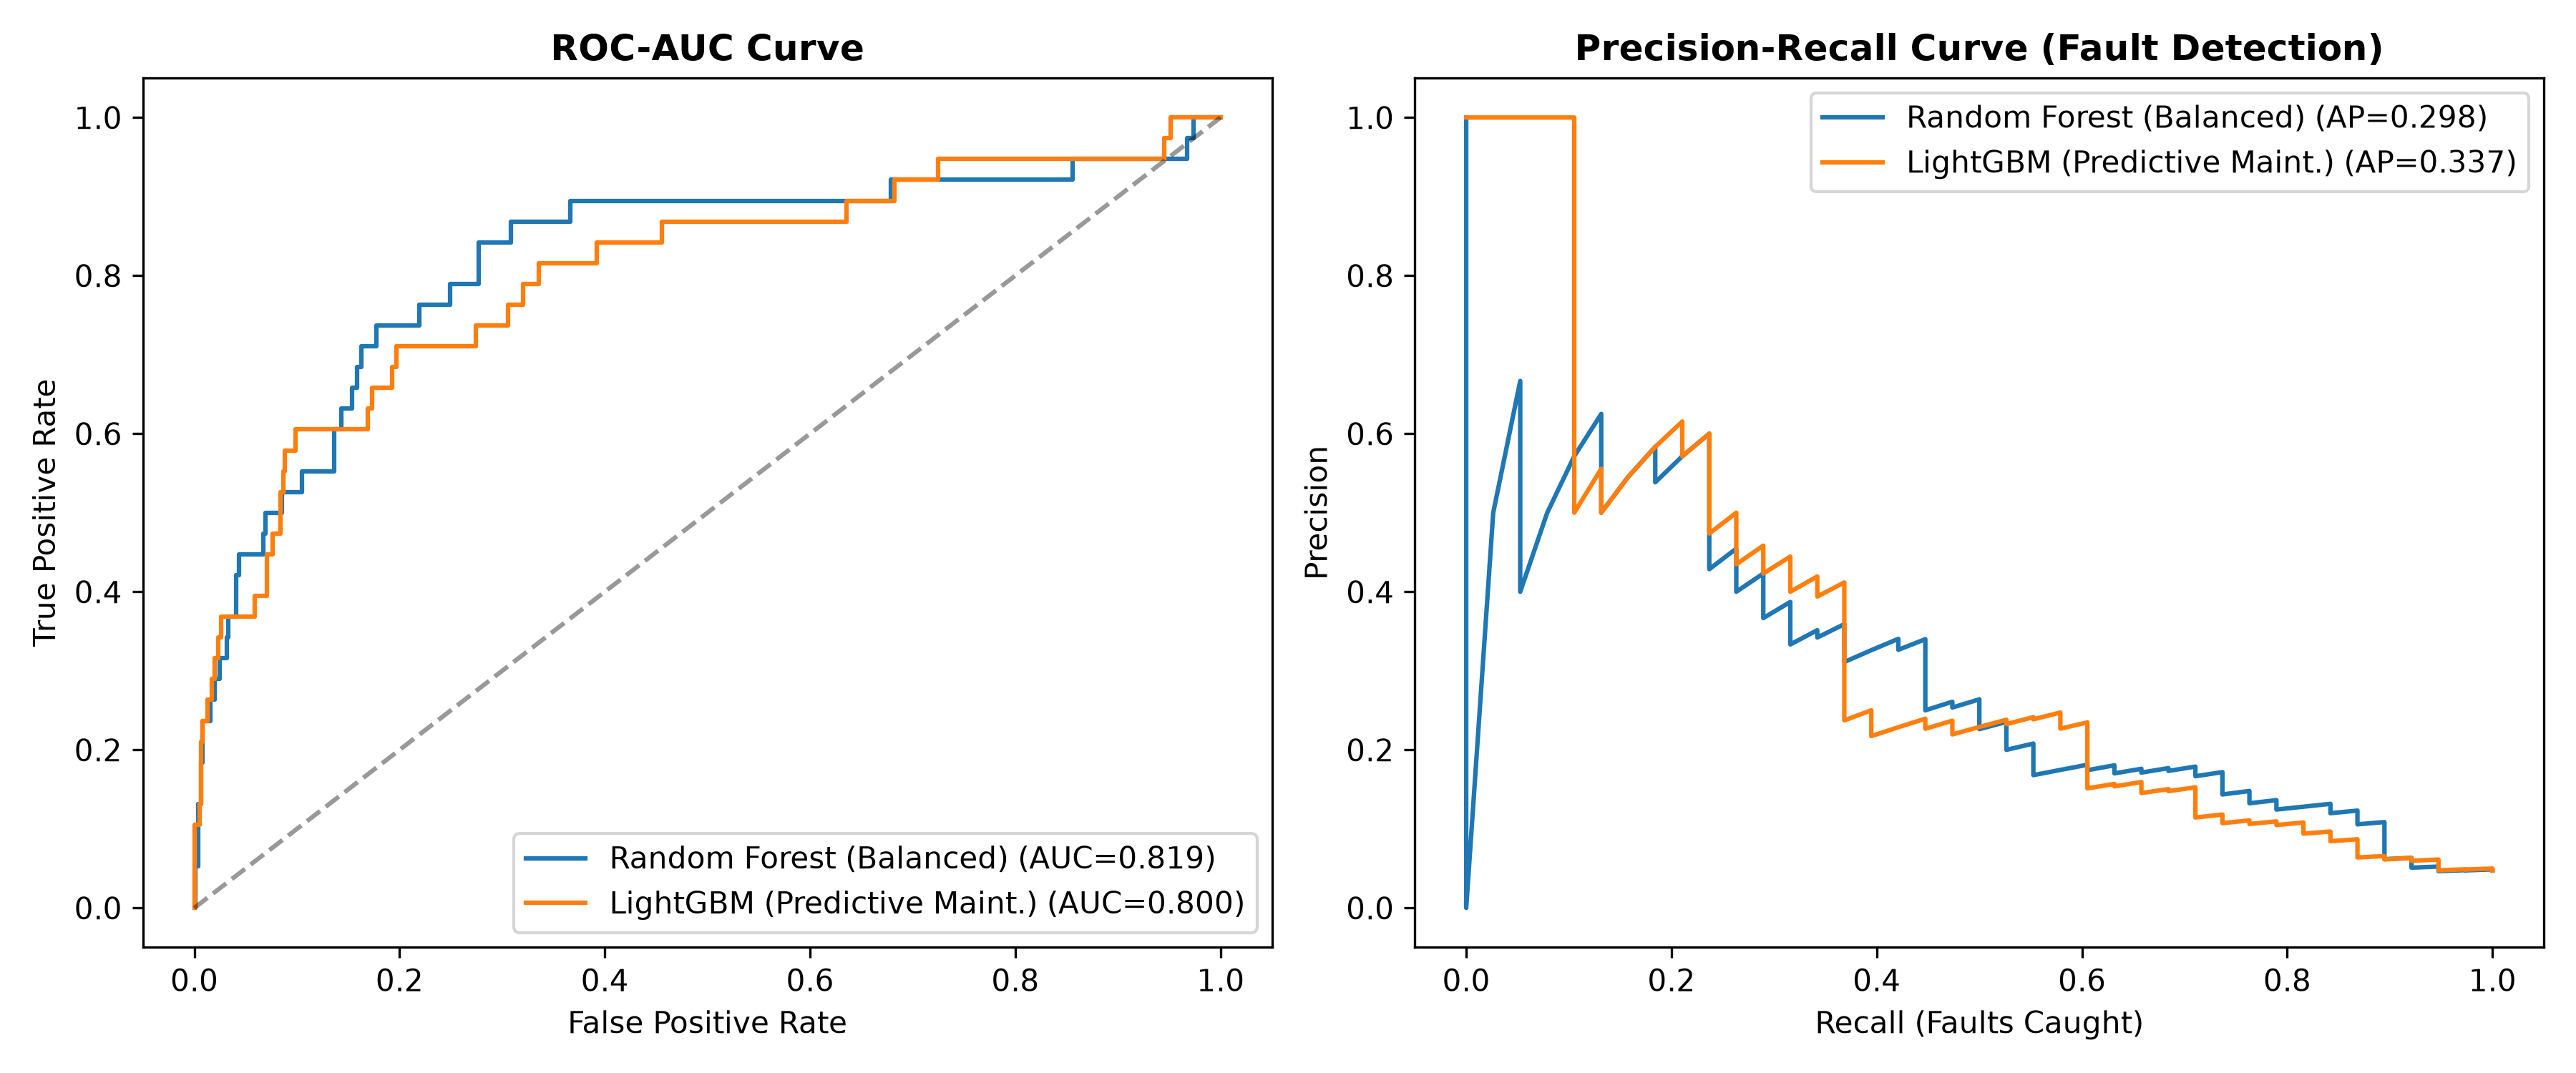 ROC-AUC Curve
1.0
0.8
0.6
0.4
0.2
0.0
True Positive Rate
0.0 0.2 0.4 0.6 0.8 1.0
False Positive Rate
Random Forest (Balanced) (AUC=0.819)
LightGBM (Predictive Maint.) (AUC=0.800)
Precision-Recall Curve (Fault Detection)
Random Forest (Balanced) (AP=0.298)
LightGBM (Predictive Maint.) (AP=0.337)
1.0
0.8
0.6
0.4
0.2
0.0
Precision
0.0 0.2 0.4 0.6 0.8 1.0
Recall (Faults Caught)